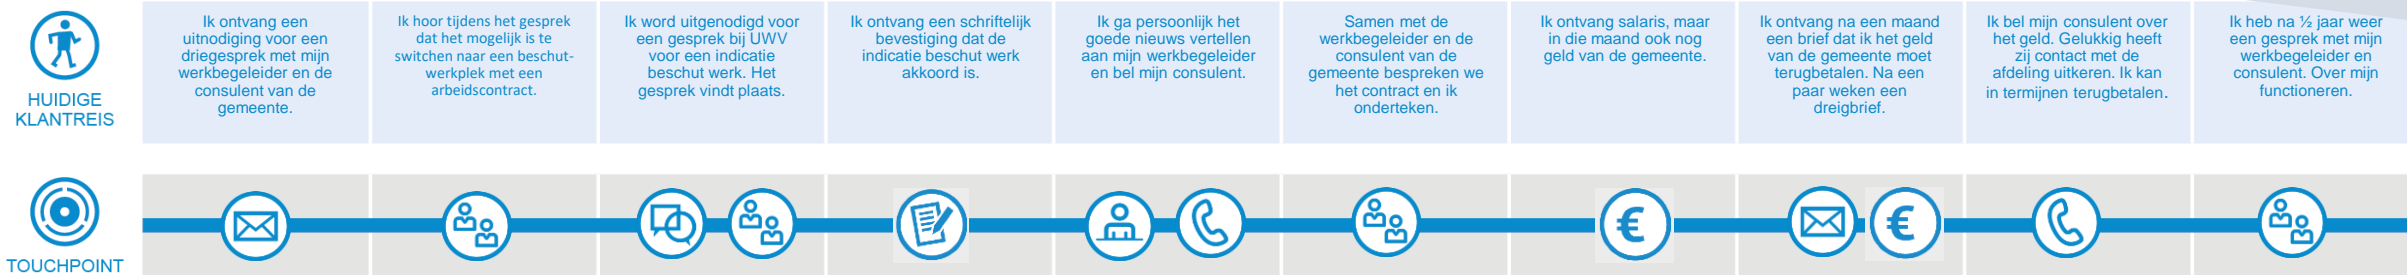 HUIDIGE
KLANTREIS
Ik ontvang een
uitnodiging voor een
driegesprek met mijn
werkbegeleider en de
consulent van de
gemeente.
Ik hoor tijdens het gesprek
dat het mogelijk is te
switchen naar een beschut-
werkplek met een
arbeidscontract.
Ik word uitgenodigd voor
een gesprek bij UWV
voor een indicatie
beschut werk. Het
gesprek vindt plaats.
Ik ontvang een schriftelijk
bevestiging dat de
indicatie beschut werk
akkoord is.
Ik ga persoonlijk het
goede nieuws vertellen
aan mijn werkbegeleider
en bel mijn consulent.
Samen met de
werkbegeleider en de
consulent van de
gemeente bespreken we
het contract en ik
onderteken.
Ik ontvang salaris, maar
in die maand ook nog
geld van de gemeente.
Ik ontvang na een maand
een brief dat ik het geld
van de gemeente moet
terugbetalen. Na een
paar weken een
dreigbrief.
Ik bel mijn consulent over
het geld. Gelukkig heeft
zij contact met de
afdeling uitkeren. Ik kan
in termijnen terugbetalen.
Ik heb na ½ jaar weer
een gesprek met mijn
werkbegeleider en
consulent. Over mijn
functioneren.
TOUCHPOINT
€
€